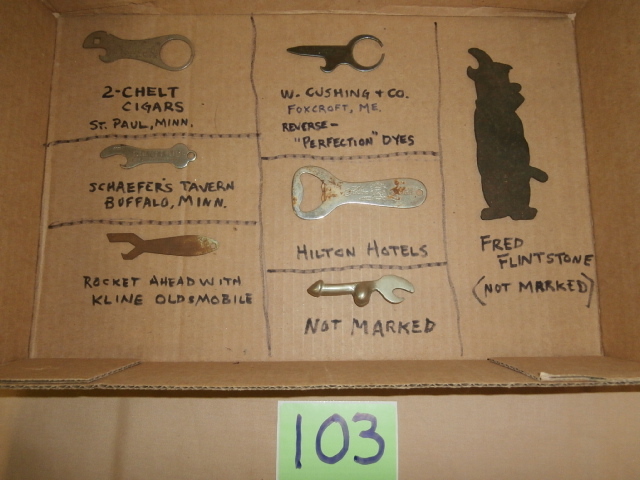 2-CHELT
CIGARS
ST. PAUL, MINN.
SCHAEFER'S TAVERN
BUFFALO, MINN.
ROCKET AHEAD WITH
KLINE OLDSMOBILE
W. CUSHING + CO.
FOXCROFT, ME.
REVERSE -
"PERFECTION" DYES
HILTON HOTELS
NOT MARKED
FRED
FLINTSTONE
(NOT MARKED)
103